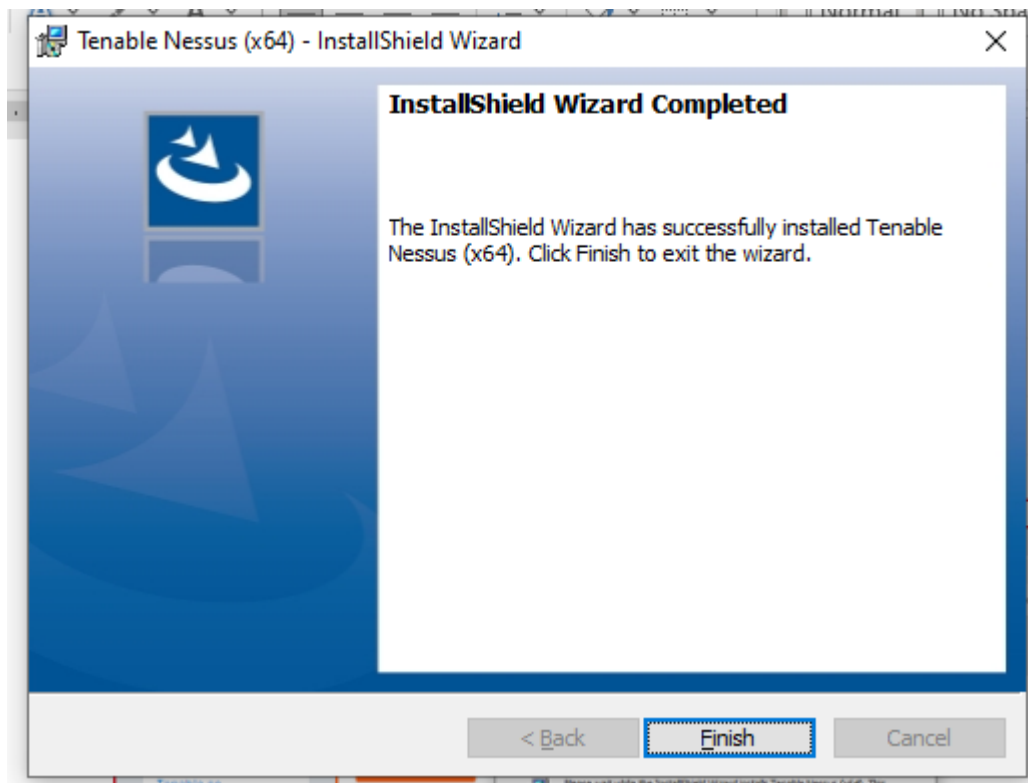 Normal
Tenable Nessus (x64) - InstallShield Wizard
InstallShield Wizard Completed
The InstallShield Wizard has successfully installed Tenable
Nessus (x64). Click Finish to exit the wizard.
< Back
Finish
Cancel